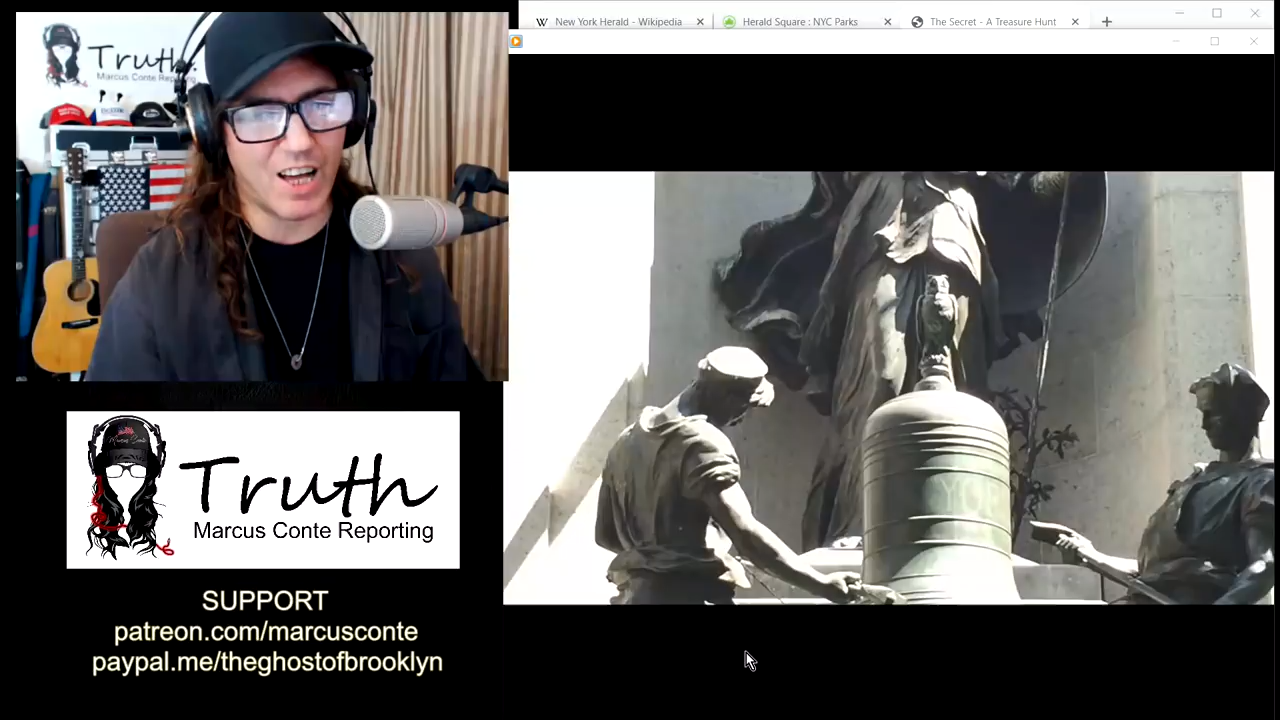 Truth
Marcus Conte Reporting
New York Herald - Wikipedia
Herald Square : NYC Parks
The Secret - A Treasure Hunt
Truth
Marcus Conte Reporting
SUPPORT
patreon.com/marcusconte
paypal.me/theghostofbrooklyn